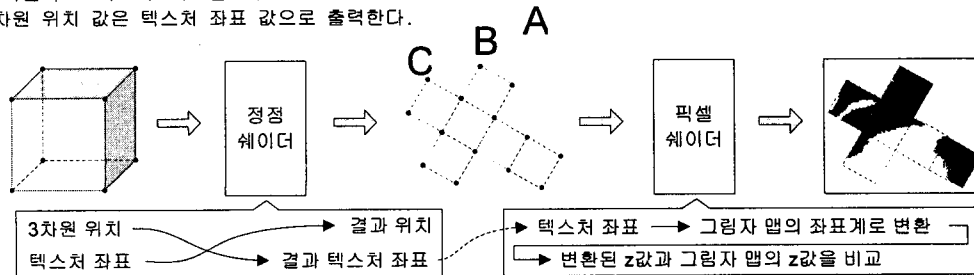 차원 위치 값은 텍스처 좌표 값으로 출력한다.
A
B
C
정점
쉐이더
픽셀
쉐이더
3차원 위치
결과 위치
텍스처 좌표
결과 텍스처 좌표
텍스처 좌표
그림자 맵의 좌표계로 변환
변환된 z값과 그림자 맵의 z값을 비교